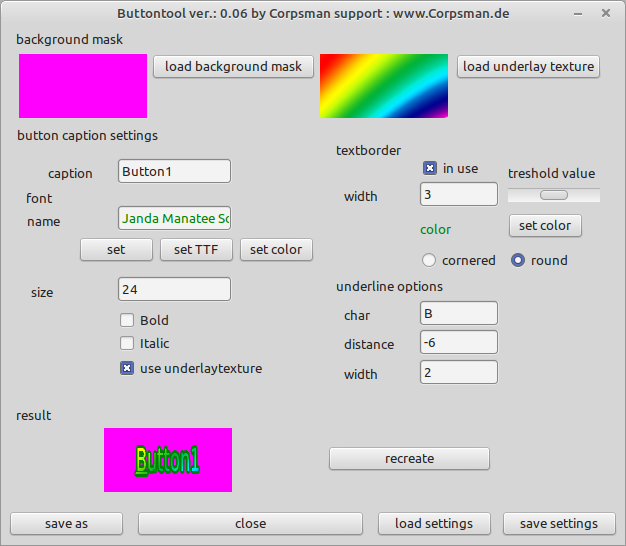 Buttontool ver.: 0.06 by Corpsman support : www.Corpsman.de
background mask
load background mask
load underlay texture
button caption settings
caption
Button1
font
name
Janda Manatee So
set
set TTF
set color
size
24
Bold
Italic
use underlaytexture
textborder
in use
treshold value
width
3
color
set color
cornered
round
underline options
char
B
distance
-6
width
2
result
Button1
recreate
save as
close
load settings
save settings